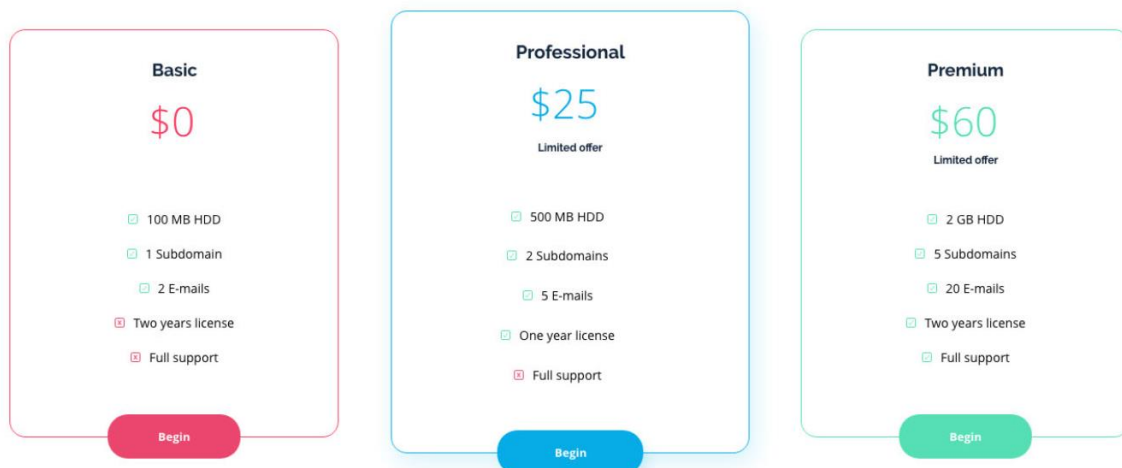 Basic
$0
100 MB HDD
1 Subdomain
2 E-mails
Two years license
Full support
Begin
Professional
$25
Limited offer
500 MB HDD
2 Subdomains
5 E-mails
One year license
Full support
Begin
Premium
$60
Limited offer
2 GB HDD
5 Subdomains
20 E-mails
Two years license
Full support
Begin